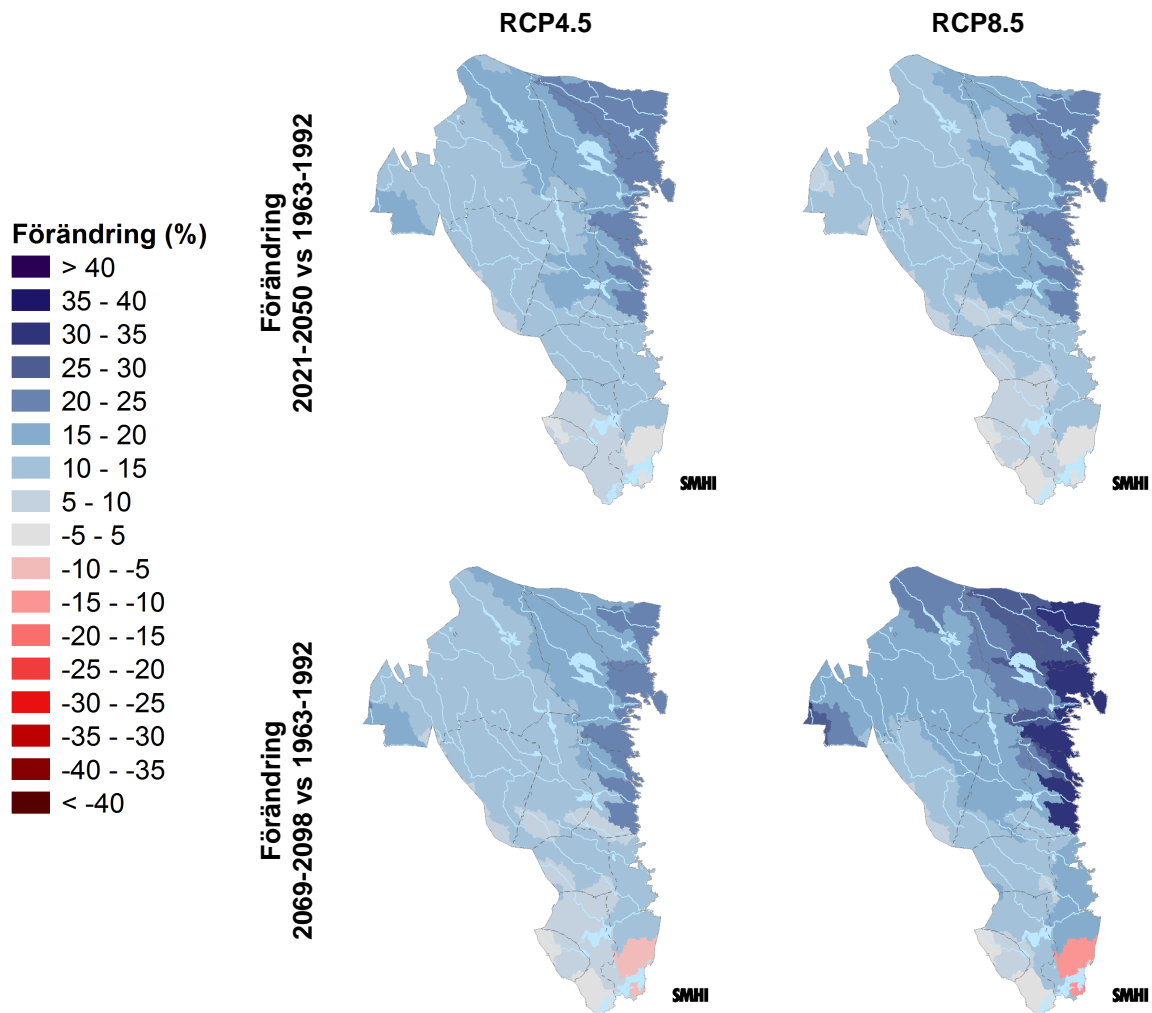 RCP4.5
RCP8.5
Förändring
2021-2050 vs 1963-1992
Förändring (%)
> 40
35 - 40
30 - 35
25 - 30
20 - 25
15 - 20
10 - 15
5 - 10
-5 - 5
-10 - -5
-15 - -10
-20 - -15
-25 - -20
-30 - -25
-35 - -30
-40 - -35
< -40
SMHI
SMHI
Förändring
2069-2098 vs 1963-1992
SMHI
SMHI